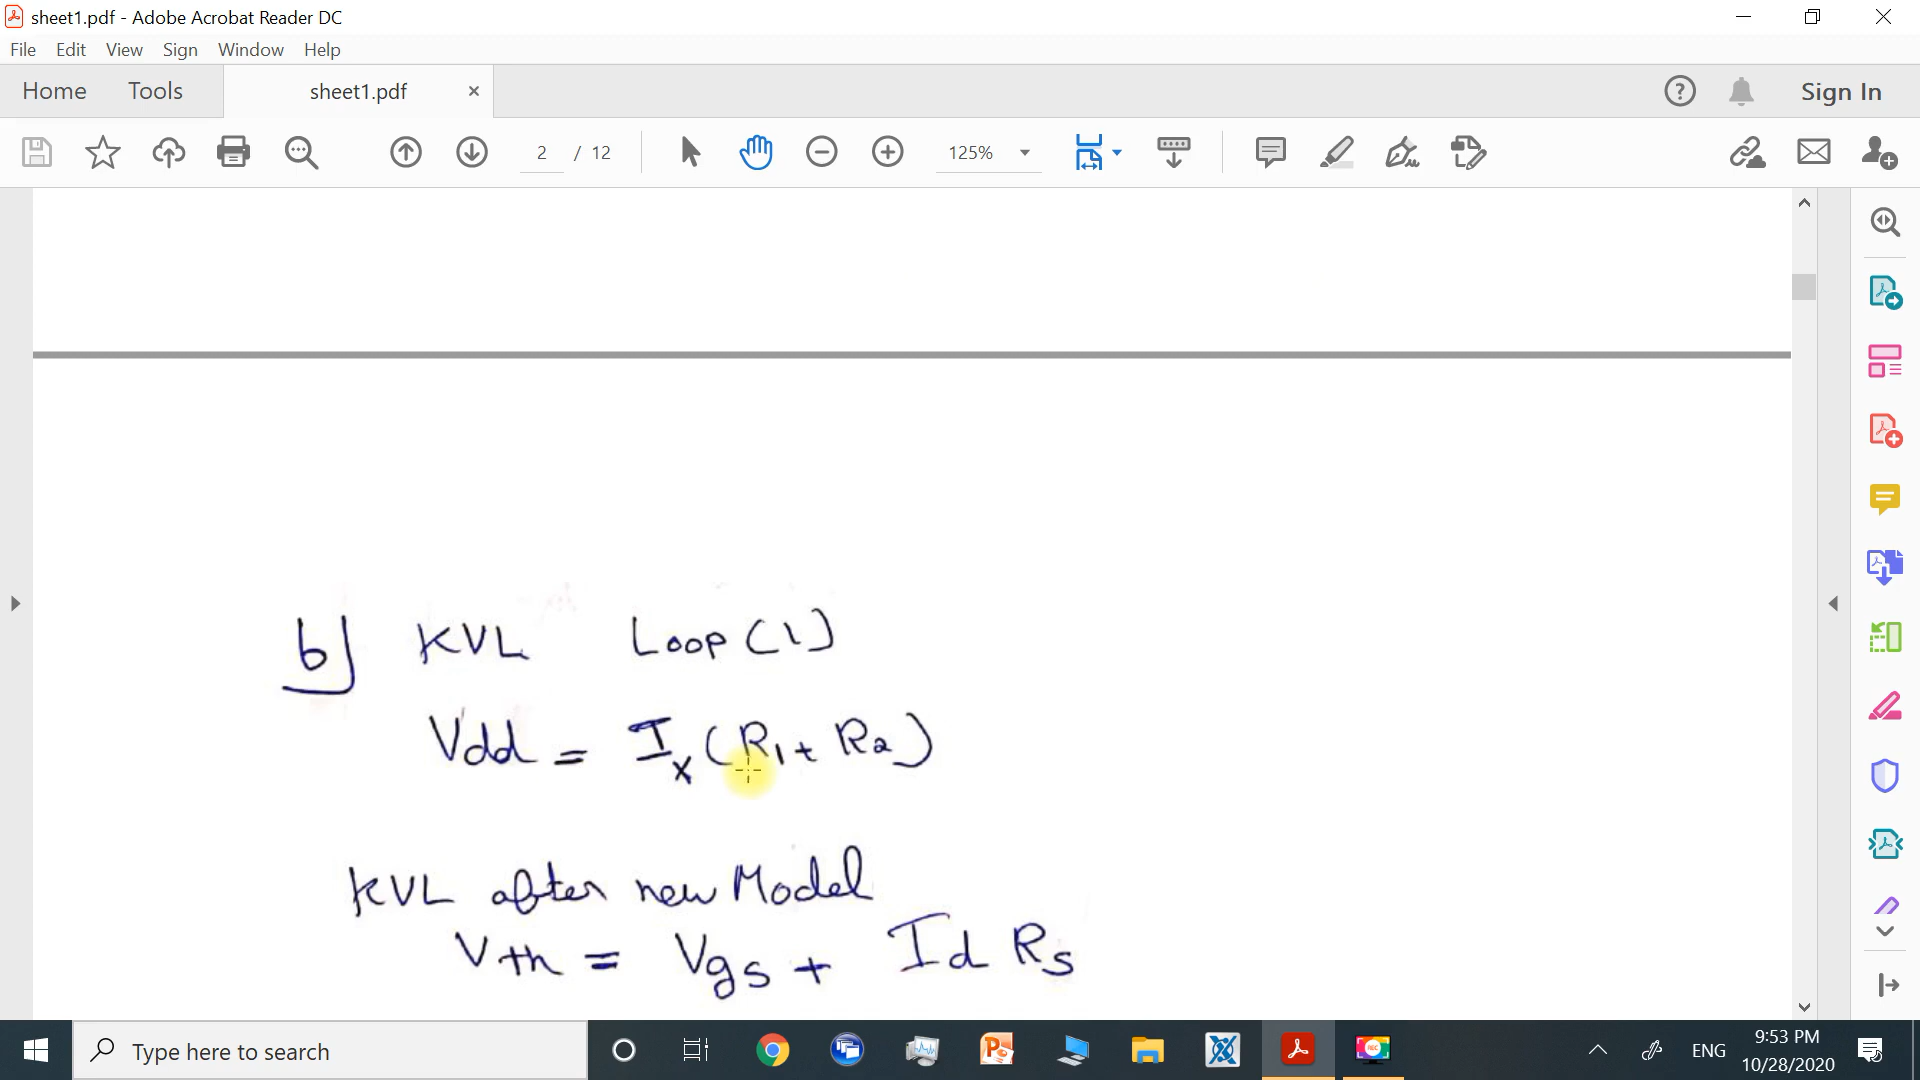 sheet1.pdf - Adobe Acrobat Reader DC
File Edit View Sign Window Help
Home Tools sheet1.pdf × Sign In
2 / 12 125%
b) KVL Loop (1)
Vdd = Ix (R1 + R2)
KVL after new Model
Vth = Vgs + Id Rs
Type here to search
ENG
9:53 PM
10/28/2020